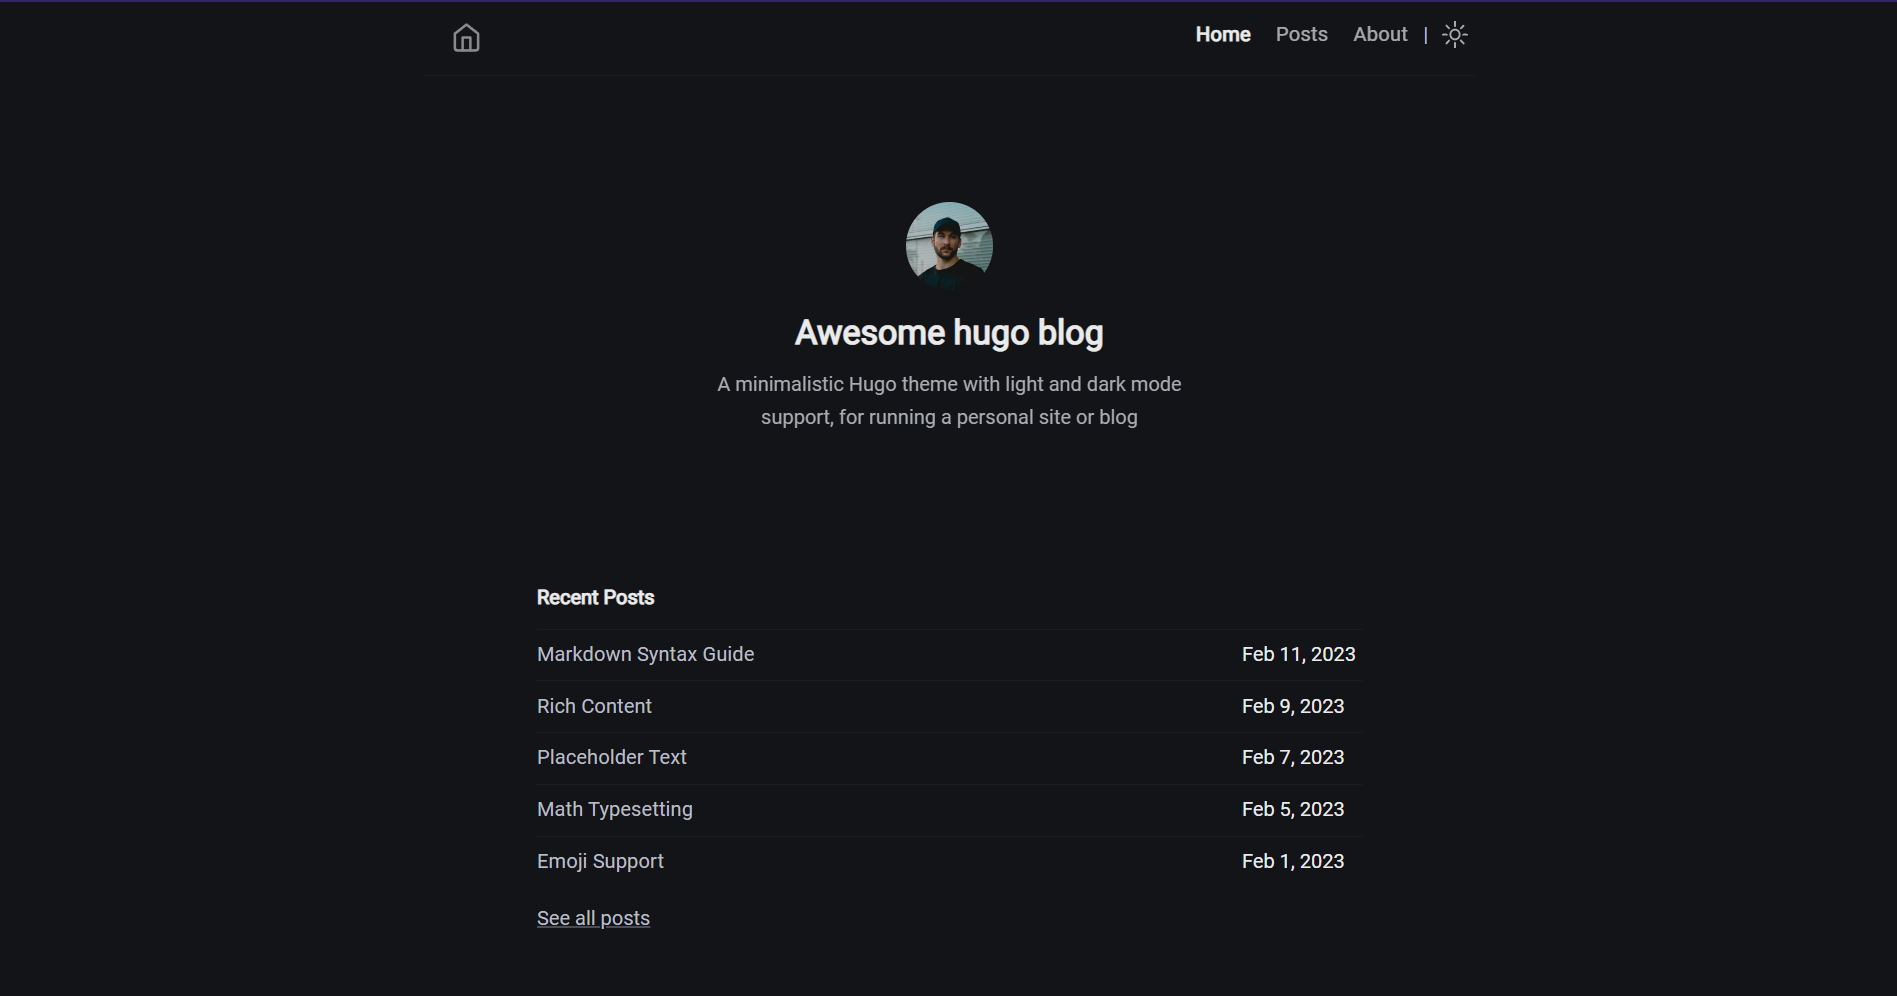 Home Posts About |
Awesome hugo blog
A minimalistic Hugo theme with light and dark mode
support, for running a personal site or blog
Recent Posts
Markdown Syntax Guide Feb 11, 2023
Rich Content Feb 9, 2023
Placeholder Text Feb 7, 2023
Math Typesetting Feb 5, 2023
Emoji Support Feb 1, 2023
See all posts